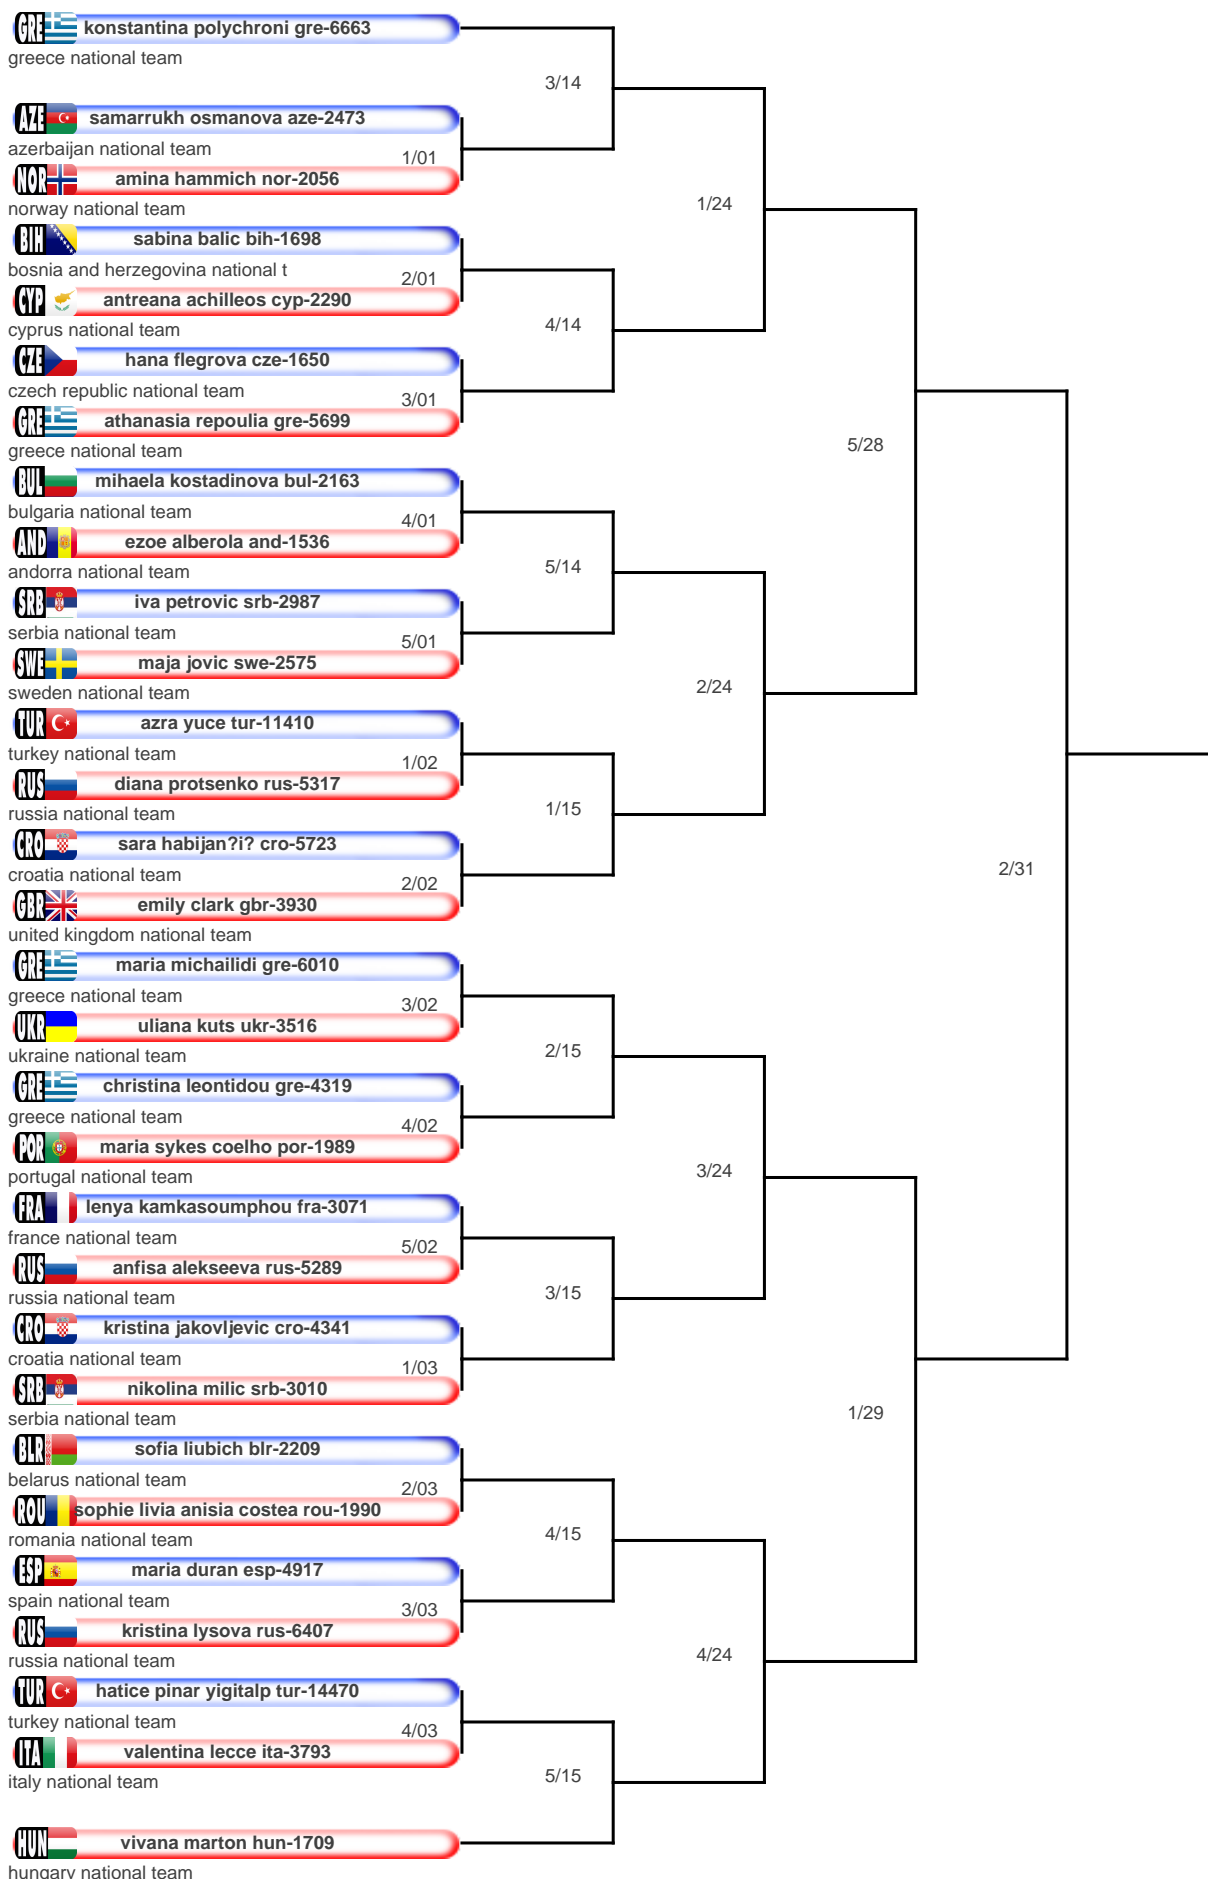 GRE konstantina polychroni gre-6663
greece national team
3/14
AZE samarrukh osmanova aze-2473
azerbaijan national team
1/01
NOR amina hammich nor-2056
norway national team
1/24
BIH sabina balic bih-1698
bosnia and herzegovina national t
2/01
CYP antreana achilleos cyp-2290
cyprus national team
4/14
CZE hana flegrova cze-1650
czech republic national team
3/01
GRE athanasia repoulia gre-5699
greece national team
5/28
BUL mihaela kostadinova bul-2163
bulgaria national team
4/01
AND ezoe alberola and-1536
andorra national team
5/14
SRB iva petrovic srb-2987
serbia national team
5/01
SWE maja jovic swe-2575
sweden national team
2/24
TUR azra yuce tur-11410
turkey national team
1/02
RUS diana protsenko rus-5317
russia national team
1/15
CRO sara habijan?i? cro-5723
croatia national team
2/02
2/31
GBR emily clark gbr-3930
united kingdom national team
GRE maria michailidi gre-6010
greece national team
3/02
UKR uliana kuts ukr-3516
ukraine national team
2/15
GRE christina leontidou gre-4319
greece national team
4/02
POR maria sykes coelho por-1989
portugal national team
3/24
FRA lenya kamkasoumphou fra-3071
france national team
5/02
RUS anfisa alekseeva rus-5289
russia national team
3/15
CRO kristina jakovljevic cro-4341
croatia national team
1/03
SRB nikolina milic srb-3010
serbia national team
1/29
BLR sofia liubich blr-2209
belarus national team
2/03
ROU sophie livia anisia costea rou-1990
romania national team
4/15
ESP maria duran esp-4917
spain national team
3/03
RUS kristina lysova rus-6407
russia national team
4/24
TUR hatice pinar yigitalp tur-14470
turkey national team
4/03
ITA valentina lecce ita-3793
italy national team
5/15
HUN vivana marton hun-1709
hungary national team